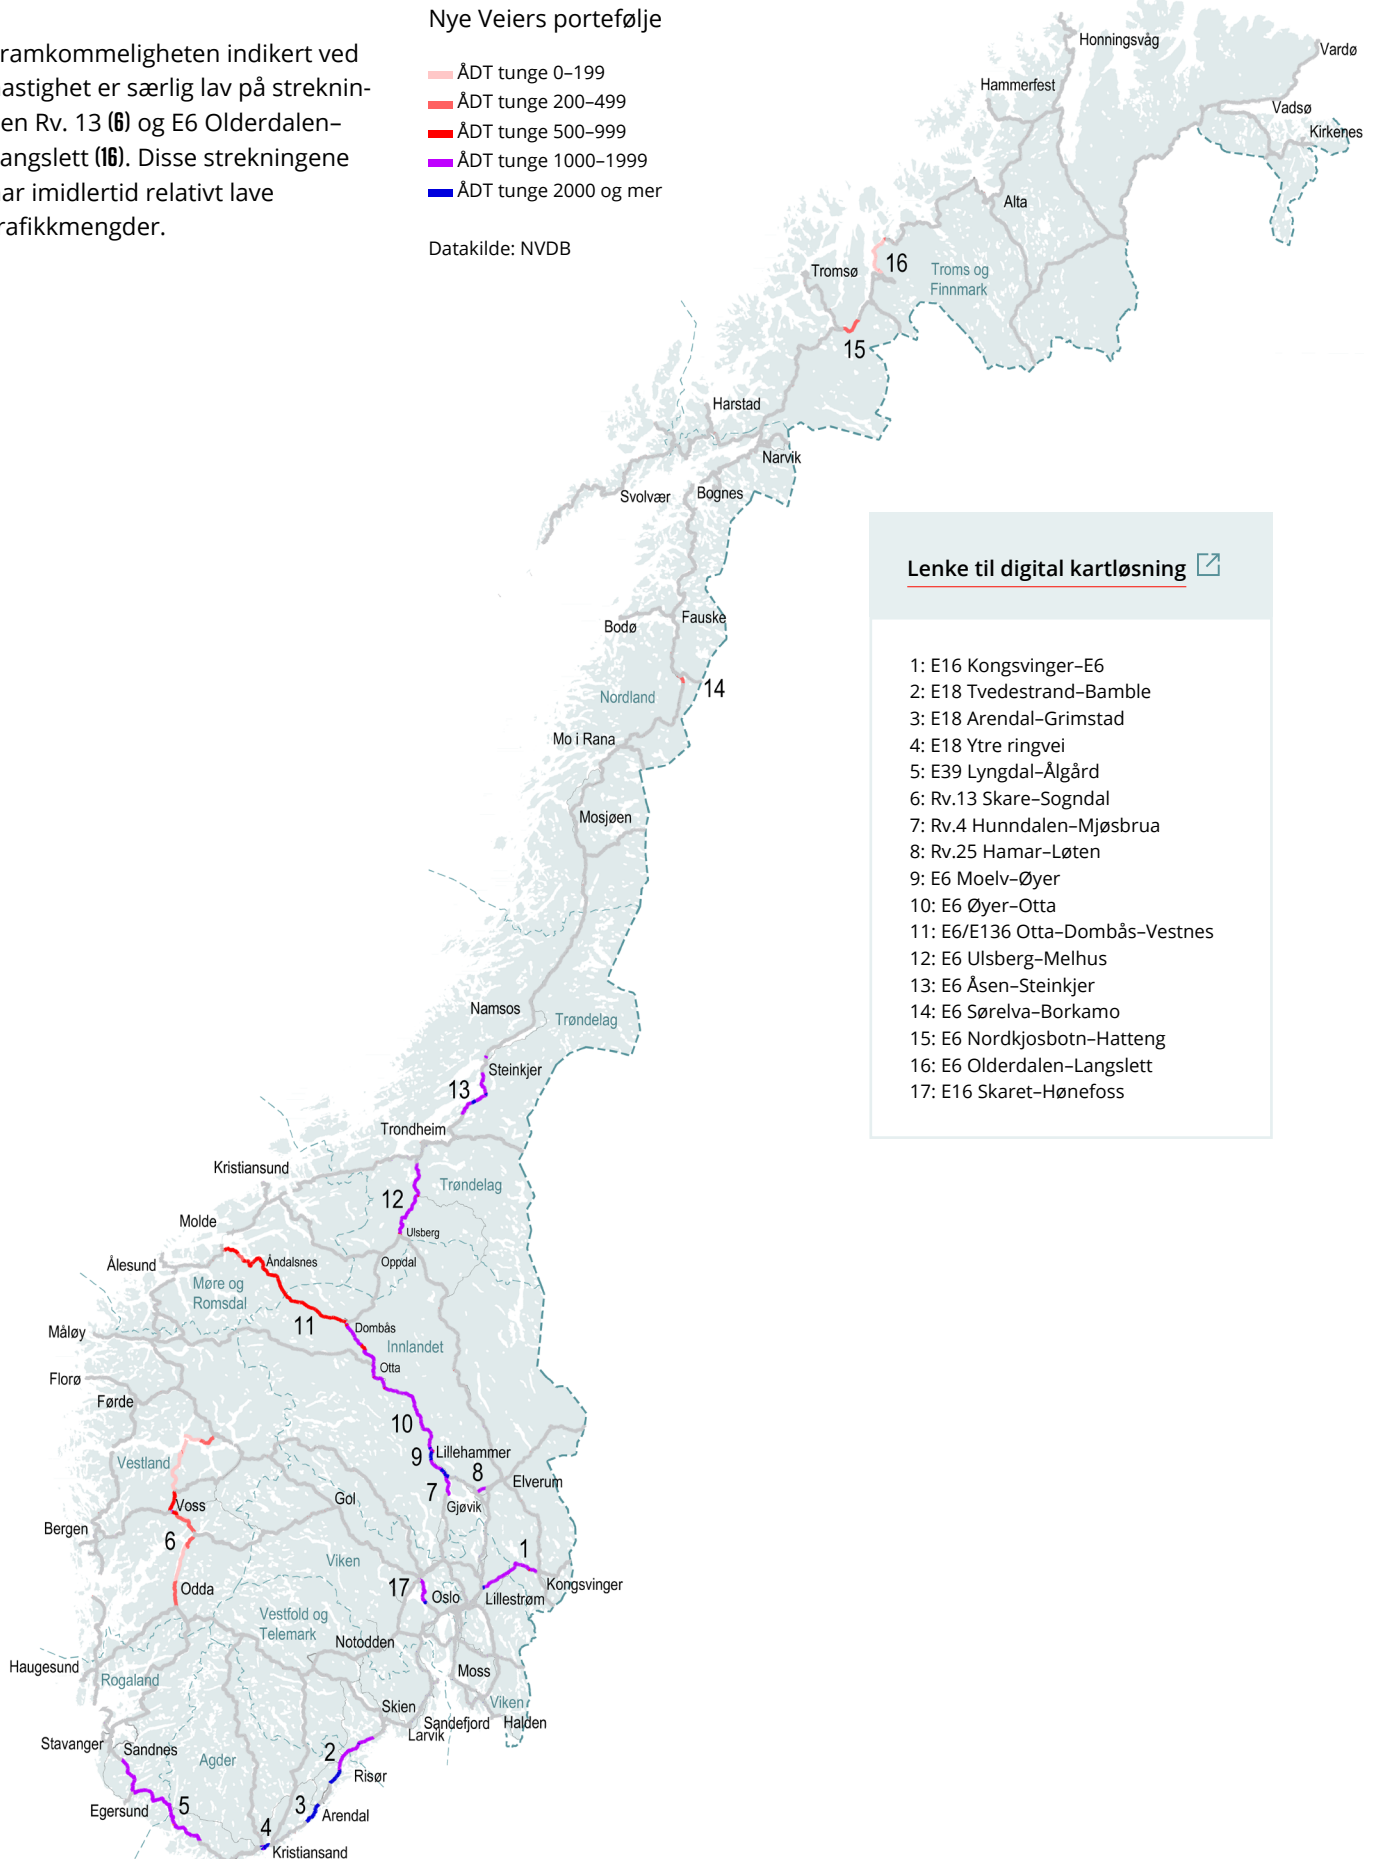 ramkommeligheten indikert ved
astighet er særlig lav på streknin-
en Rv. 13 (6) og E6 Olderdalen–
angslett (16). Disse strekningene
ar imidlertid relativt lave
rafikkmengder.
Nye Veiers portefølje
ÅDT tunge 0–199
ÅDT tunge 200–499
ÅDT tunge 500–999
ÅDT tunge 1000–1999
ÅDT tunge 2000 og mer
Datakilde: NVDB
Honningsvåg
Vardø
Hammerfest
Vadsø
Kirkenes
Alta
Tromsø
16
Troms og
Finnmark
15
Harstad
Narvik
Svolvær
Bognes
Lenke til digital kartløsning
1: E16 Kongsvinger–E6
2: E18 Tvedestrand–Bamble
3: E18 Arendal–Grimstad
4: E18 Ytre ringvei
5: E39 Lyngdal–Ålgård
6: Rv.13 Skare–Sogndal
7: Rv.4 Hunndalen–Mjøsbrua
8: Rv.25 Hamar–Løten
9: E6 Moelv–Øyer
10: E6 Øyer–Otta
11: E6/E136 Otta–Dombås–Vestnes
12: E6 Ulsberg–Melhus
13: E6 Åsen–Steinkjer
14: E6 Sørelva–Borkamo
15: E6 Nordkjosbotn–Hatteng
16: E6 Olderdalen–Langslett
17: E16 Skaret–Hønefoss
Fauske
Bodø
14
Nordland
Mo i Rana
Mosjøen
Namsos
Trøndelag
Steinkjer
13
Trondheim
Kristiansund
Trøndelag
12
Molde
Ulsberg
Ålesund
Åndalsnes
Oppdal
Møre og
Romsdal
11
Dombås
Måløy
Innlandet
Otta
Florø
Førde
10
Lillehammer
9
Vestland
8
Elverum
7
Gol
Voss
Gjøvik
Bergen
6
1
Viken
17
Kongsvinger
Odda
Oslo
Lillestrøm
Vestfold og
Telemark
Notodden
Haugesund
Moss
Rogaland
Viken
Skien
Sandefjord
Halden
Larvik
Stavanger
Sandnes
2
Agder
Risør
5
3
Egersund
Arendal
4
Kristiansand